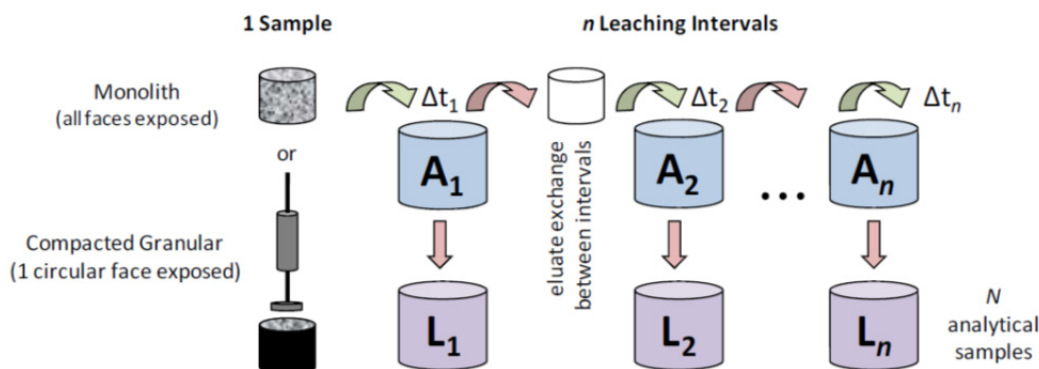 1 Sample
n Leaching Intervals
Monolith
(all faces exposed)
or
Compacted Granular
(1 circular face exposed)
Δt₁
Δt₂
Δtₙ
A₁
eluate exchange
between intervals
A₂
...
Aₙ
L₁
L₂
Lₙ
N
analytical
samples